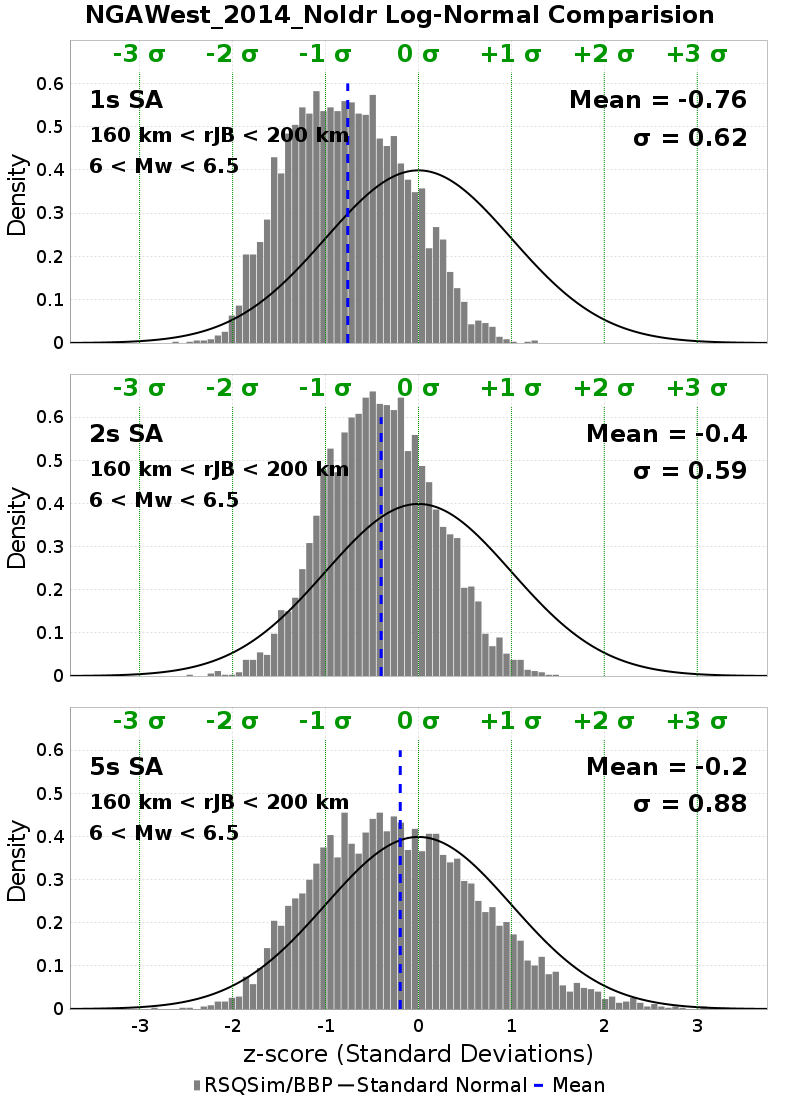 NGAWest_2014_NoIdr Log-Normal Comparision
-3 σ -2 σ -1 σ 0 σ +1 σ +2 σ +3 σ
1s SA Mean = -0.76
160 km < rJB < 200 km σ = 0.62
6 < Mw < 6.5
0.6
0.5
0.4
0.3
0.2
0.1
0
Density
-3 σ -2 σ -1 σ 0 σ +1 σ +2 σ +3 σ
2s SA Mean = -0.4
160 km < rJB < 200 km σ = 0.59
6 < Mw < 6.5
0.6
0.5
0.4
0.3
0.2
0.1
0
Density
-3 σ -2 σ -1 σ 0 σ +1 σ +2 σ +3 σ
5s SA Mean = -0.2
160 km < rJB < 200 km σ = 0.88
6 < Mw < 6.5
0.6
0.5
0.4
0.3
0.2
0.1
0
Density
-3 -2 -1 0 1 2 3
z-score (Standard Deviations)
RSQSim/BBP Standard Normal Mean